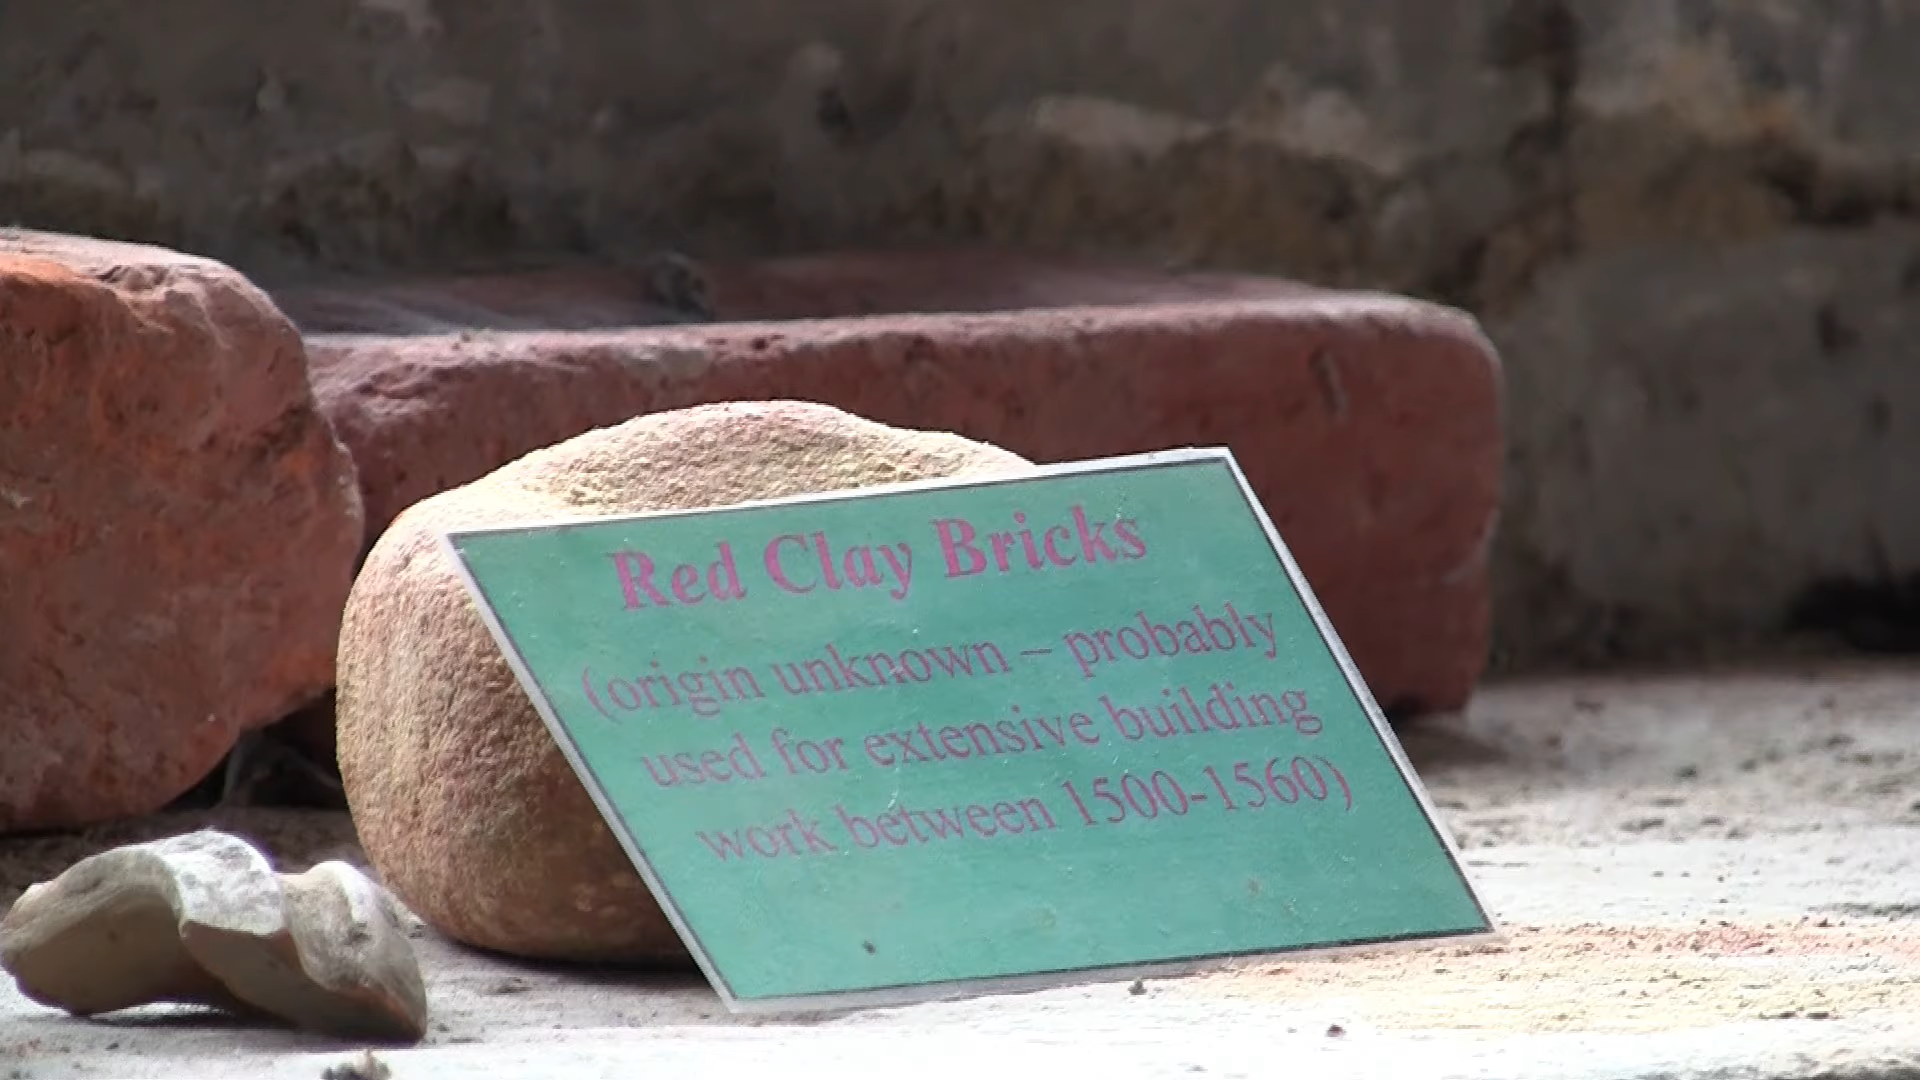 Red Clay Bricks
(origin unknown – probably
used for extensive building
work between 1500-1560)